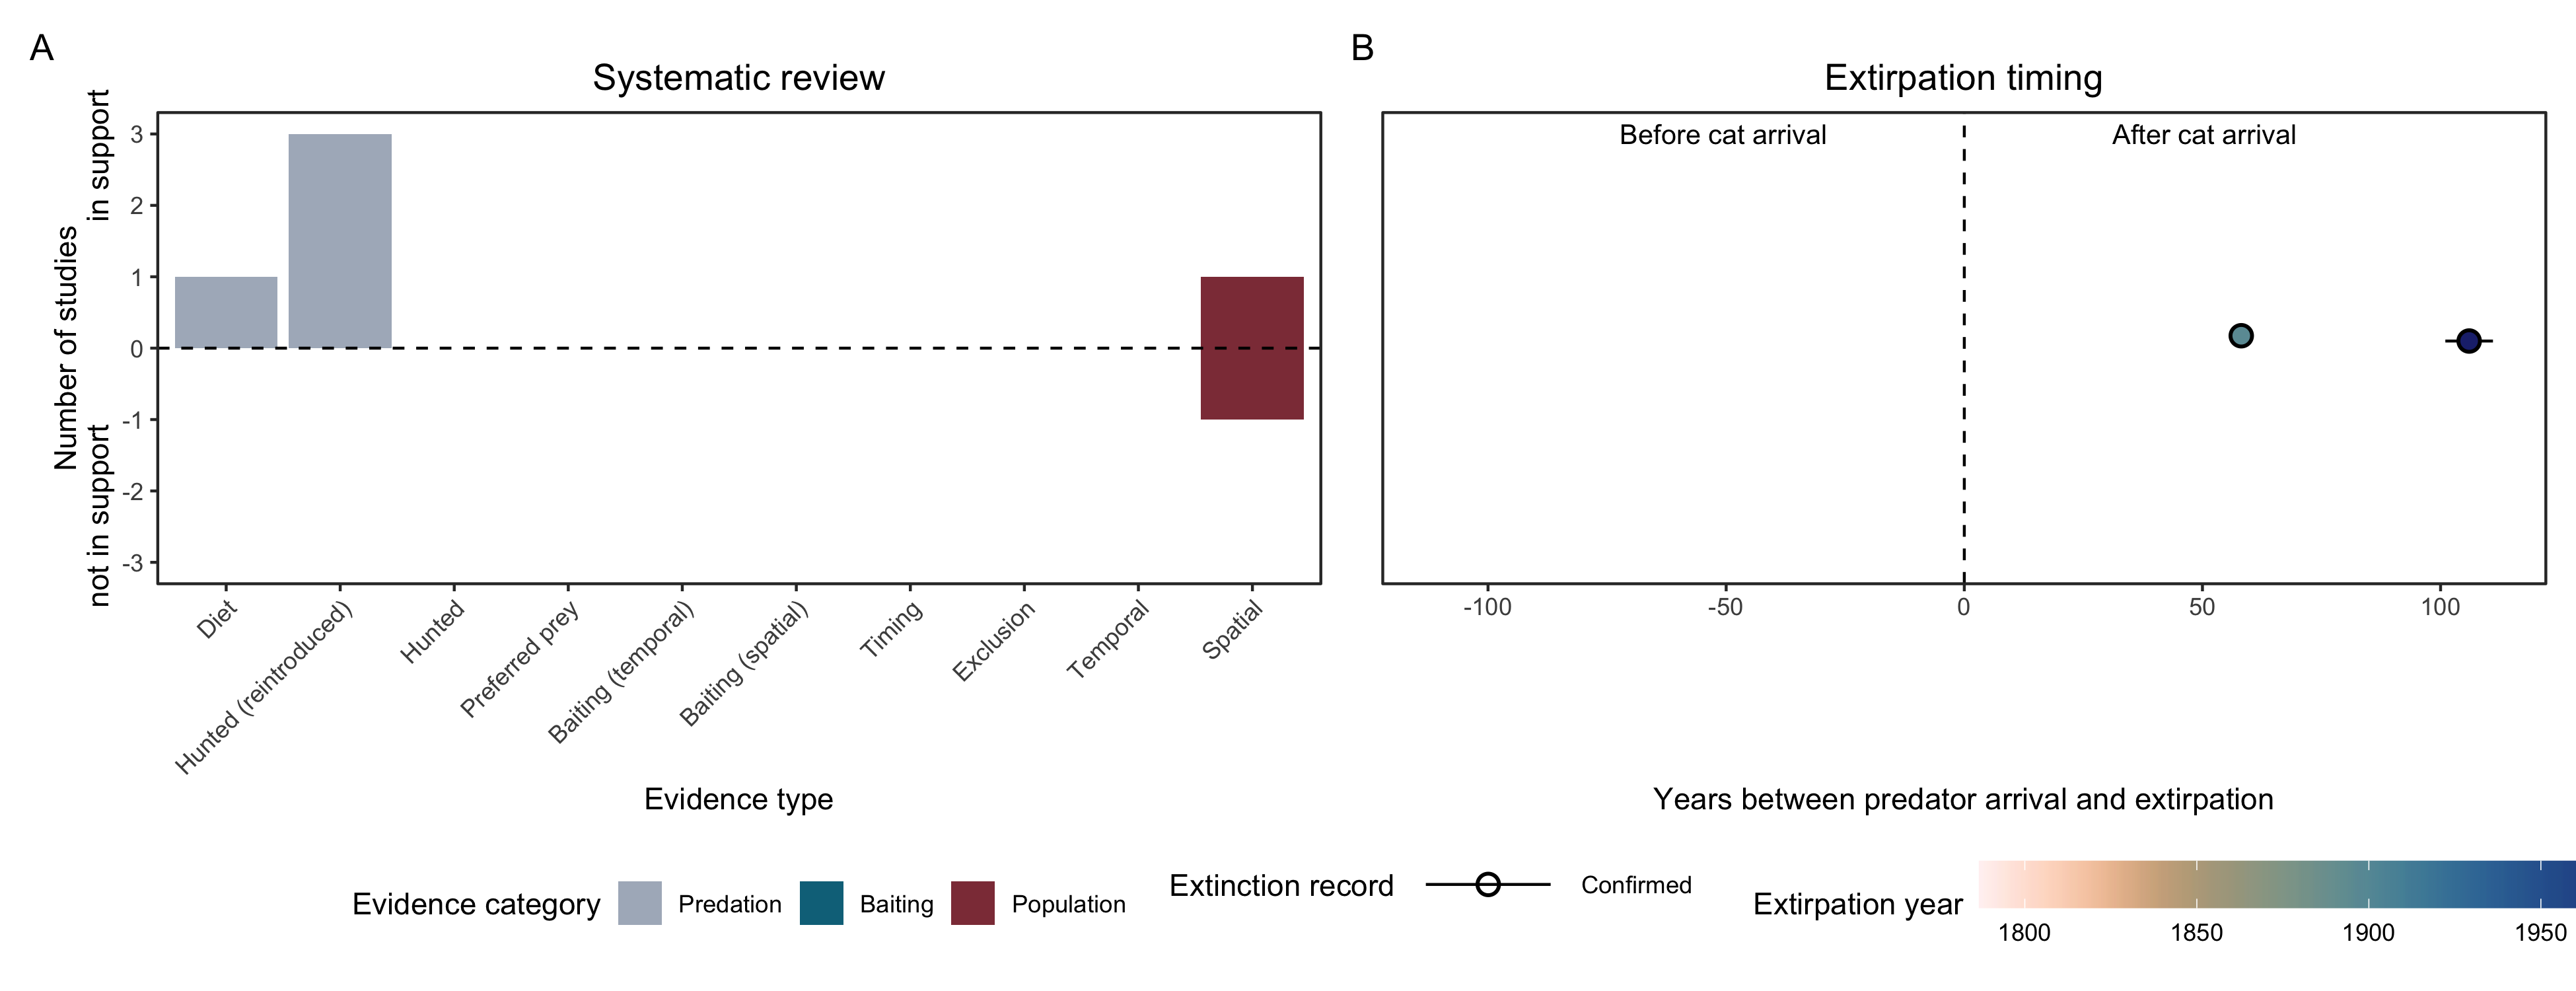 A
Systematic review
Number of studies
in support
not in support
3
2
1
0
-1
-2
-3
Diet
Hunted (reintroduced)
Hunted
Preferred prey
Baiting (temporal)
Baiting (spatial)
Timing
Exclusion
Temporal
Spatial
Evidence type
B
Extirpation timing
Before cat arrival
After cat arrival
-100
-50
0
50
100
Years between predator arrival and extirpation
Evidence category
Predation
Baiting
Population
Extinction record
Confirmed
Extirpation year
1800
1850
1900
1950